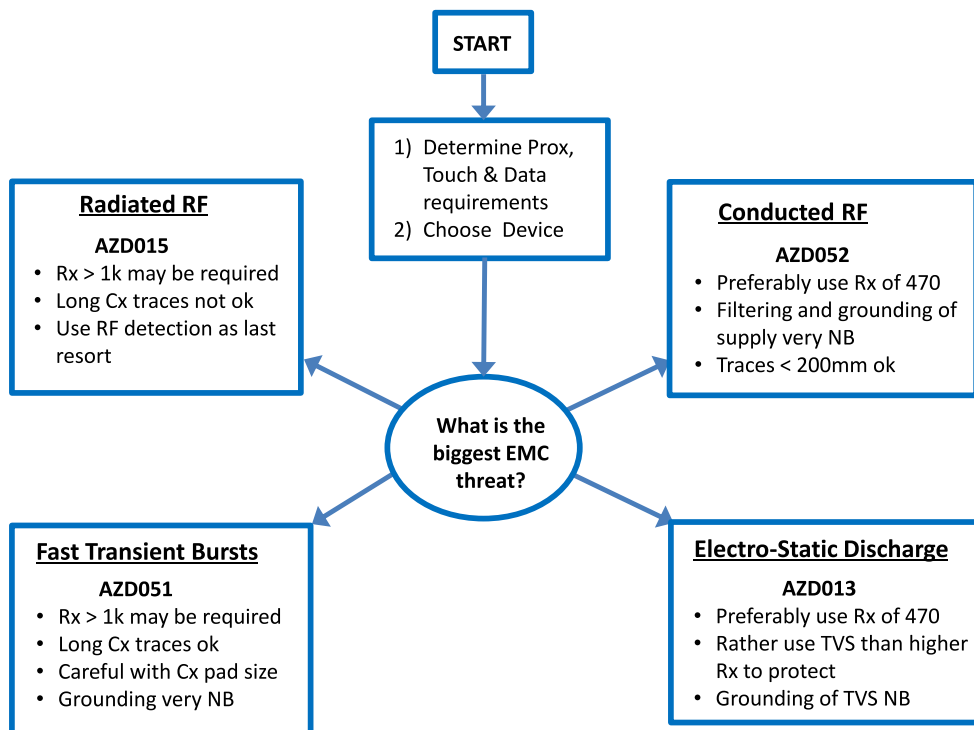 START
1) Determine Prox,
Touch & Data
requirements
2) Choose Device
Radiated RF
AZD015
• Rx > 1k may be required
• Long Cx traces not ok
• Use RF detection as last
resort
Conducted RF
AZD052
• Preferably use Rx of 470
• Filtering and grounding of
supply very NB
• Traces < 200mm ok
What is the
biggest EMC
threat?
Fast Transient Bursts
AZD051
• Rx > 1k may be required
• Long Cx traces ok
• Careful with Cx pad size
• Grounding very NB
Electro-Static Discharge
AZD013
• Preferably use Rx of 470
• Rather use TVS than higher
Rx to protect
• Grounding of TVS NB